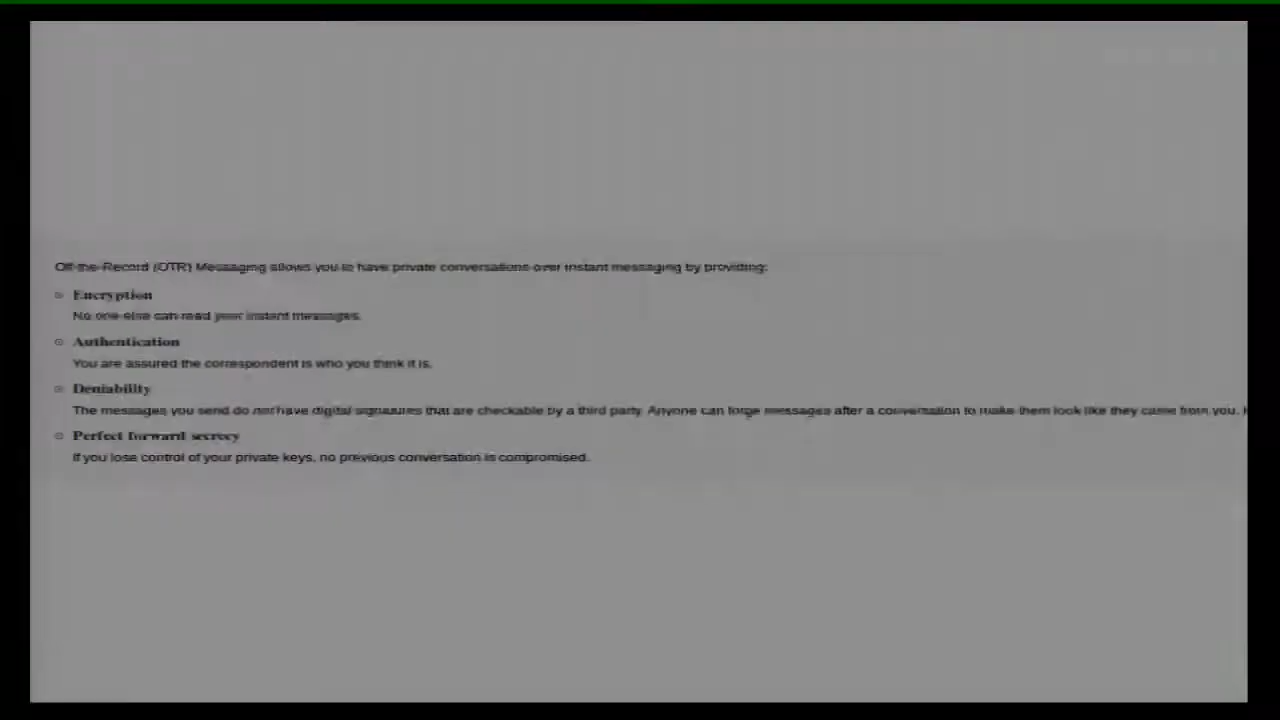 Off-the-Record (OTR) Messaging allows you to have private conversations over instant messaging by providing:
Encryption
No one else can read your instant messages.
Authentication
You are assured the correspondent is who you think it is.
Deniability
The messages you send do not have digital signatures that are checkable by a third party. Anyone can forge messages after a conversation to make them look like they came from you.
Perfect forward secrecy
If you lose control of your private keys, no previous conversation is compromised.